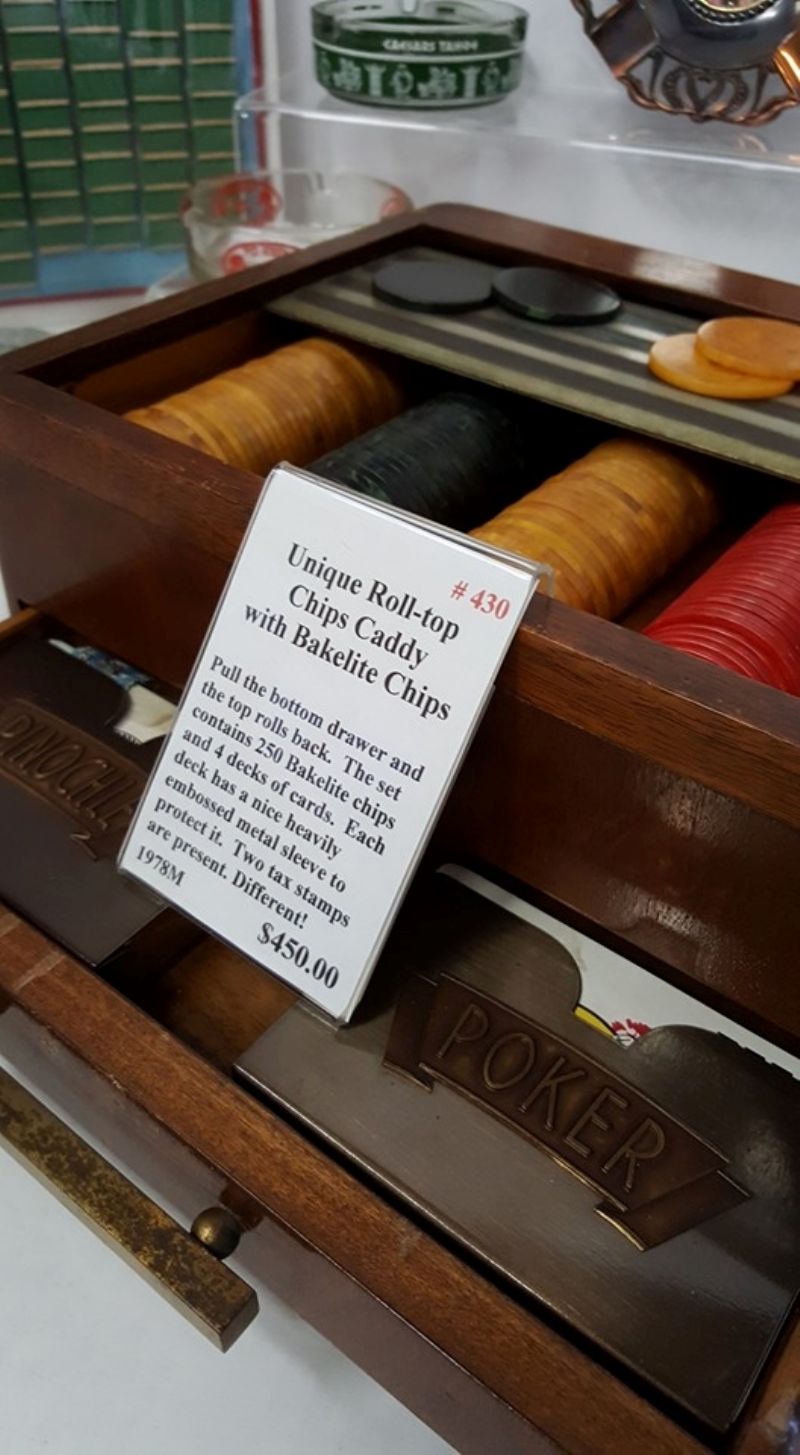 CAESARS TAHOE
Unique Roll-top
# 430
Chips Caddy
with Bakelite Chips
Pull the bottom drawer and
the top rolls back.  The set
contains 250 Bakelite chips
and 4 decks of cards.  Each
deck has a nice heavily
embossed metal sleeve to
protect it.  Two tax stamps
are present. Different!
1978M
$450.00
PINOCHLE
POKER